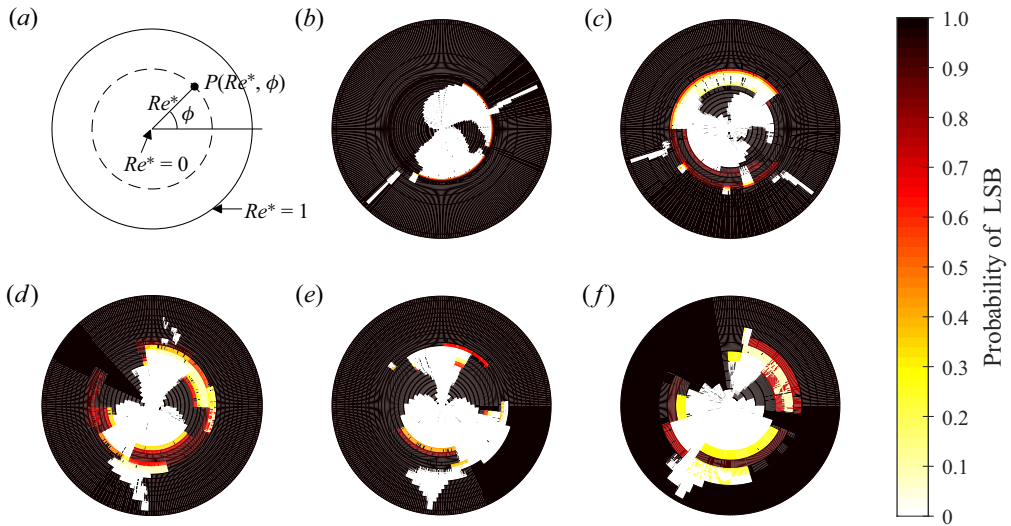 (a)
P(Re*, ϕ)
Re*
ϕ
Re* = 0
Re* = 1
(b)
(c)
(d)
(e)
(f)
1.0
0.9
0.8
0.7
0.6
0.5
0.4
0.3
0.2
0.1
0
Probability of LSB